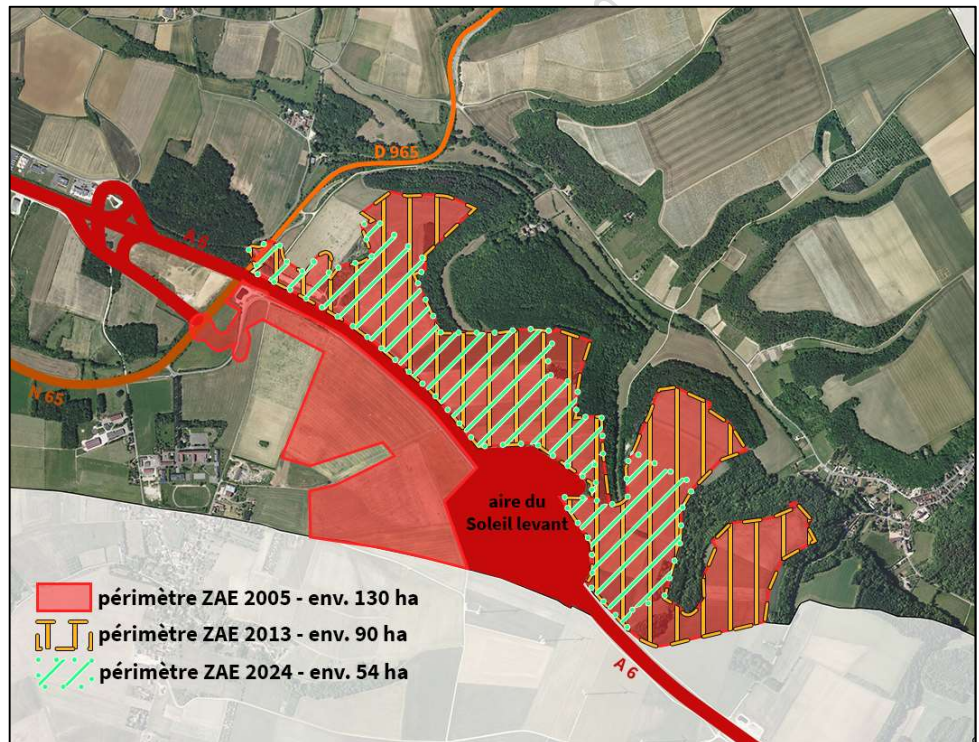 D 965
A 6
N 65
aire du
Soleil levant
périmètre ZAE 2005 - env. 130 ha
périmètre ZAE 2013 - env. 90 ha
périmètre ZAE 2024 - env. 54 ha
A 6